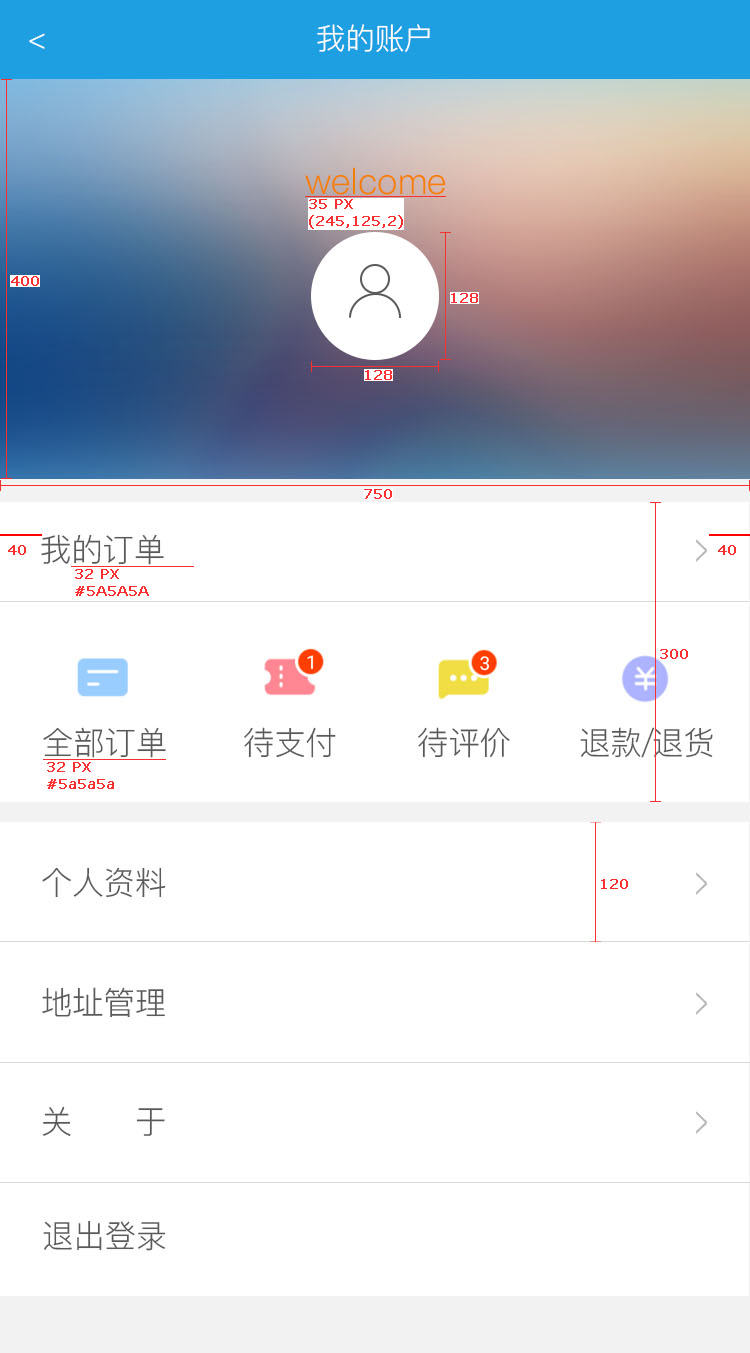 < 我的账户
welcome
35 PX
(245,125,2)
400
128
128
750
40 我的订单 40
32 PX
#5A5A5A
300
1 3 ¥
全部订单 待支付 待评价 退款/退货
32 PX
#5a5a5a
个人资料 120
地址管理
关 于
退出登录